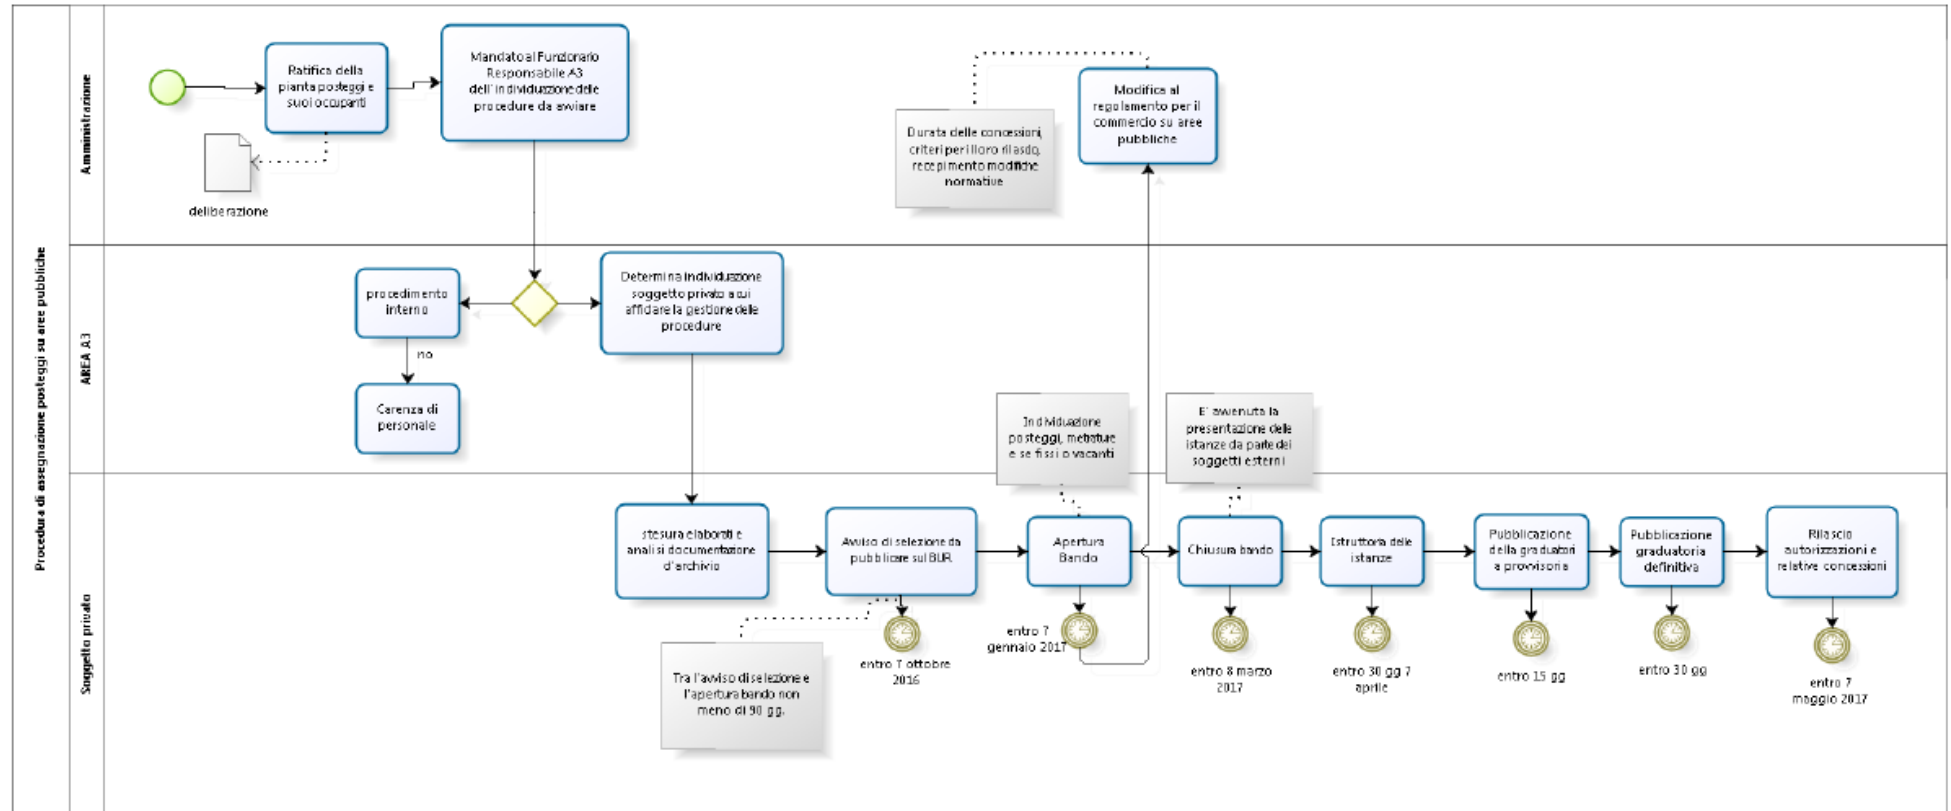 Procedura di assegnazione posteggi su aree pubbliche
Amministrazione
Ratifica della
pianta posteggi e
suoi occupanti
Mandato al Funzionario
Responsabile A3
dell' individuazione delle
procedure da avviare
deliberazione
Durata delle concessioni,
criteri per il loro rilascio,
recepimento modifiche
normative
Modifica al
regolamento per il
commercio su aree
pubbliche
AREA A3
procedimento
interno
no
Carenza di
personale
Determina individuazione
soggetto privato a cui
affidare la gestione delle
procedure
Individuazione
posteggi, metrature
e se fissi o vacanti
E' avvenuta la
presentazione delle
istanze da parte dei
soggetti esterni
Soggetto privato
stesura elaborati e
analisi documentazione
d'archivio
Avviso di selezione da
pubblicare sul BUR
Apertura
Bando
Chiusura bando
Istruttoria delle
istanze
Pubblicazione
della graduatori
a provvisoria
Pubblicazione
graduatoria
definitiva
Rilascio
autorizzazioni e
relative concessioni
Tra l'avviso di selezione e
l'apertura bando non
meno di 90 gg.
entro 7 ottobre
2016
entro 7
gennaio 2017
entro 8 marzo
2017
entro 30 gg 7
aprile
entro 15 gg
entro 30 gg
entro 7
maggio 2017